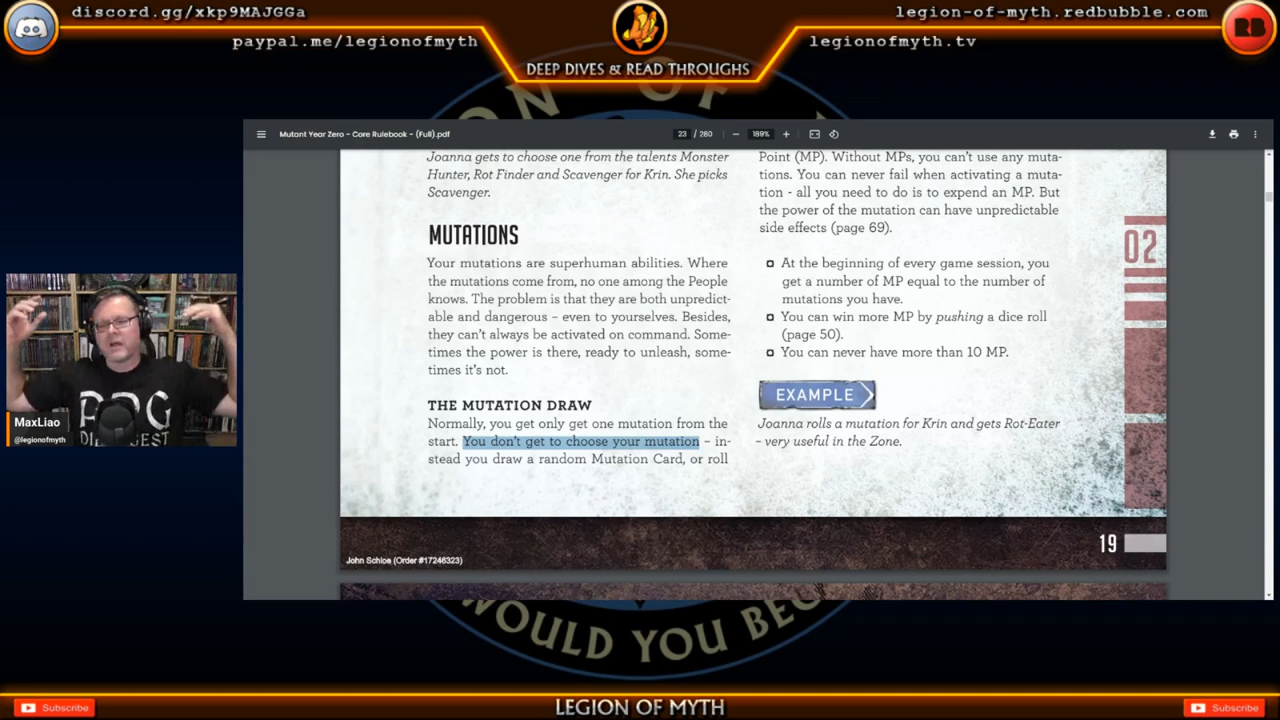 discord.gg/xkp9MAJGGa
paypal.me/legionofmyth
legion-of-myth.redbubble.com
legionofmyth.tv
RB
DEEP DIVES & READ THROUGHS
LEGION OF MYTH
Mutant Year Zero - Core Rulebook - (Full).pdf
23 / 280
189%
Joanna gets to choose one from the talents Monster
Hunter, Rot Finder and Scavenger for Krin. She picks
Scavenger.
MUTATIONS
Your mutations are superhuman abilities. Where
the mutations come from, no one among the People
knows. The problem is that they are both unpredict-
able and dangerous – even to yourselves. Besides,
they can't always be activated on command. Some-
times the power is there, ready to unleash, some-
times it's not.
THE MUTATION DRAW
Normally, you get only get one mutation from the
start. You don't get to choose your mutation – in-
stead you draw a random Mutation Card, or roll
Point (MP). Without MPs, you can't use any muta-
tions. You can never fail when activating a muta-
tion - all you need to do is to expend an MP. But
the power of the mutation can have unpredictable
side effects (page 69).
At the beginning of every game session, you
get a number of MP equal to the number of
mutations you have.
You can win more MP by pushing a dice roll
(page 50).
You can never have more than 10 MP.
EXAMPLE
Joanna rolls a mutation for Krin and gets Rot-Eater
– very useful in the Zone.
02
19
John Schloe (Order #17246323)
RPG
DIGEST
MaxLiao
@legionofmyth
WOULD YOU BE
Subscribe
LEGION OF MYTH
Subscribe